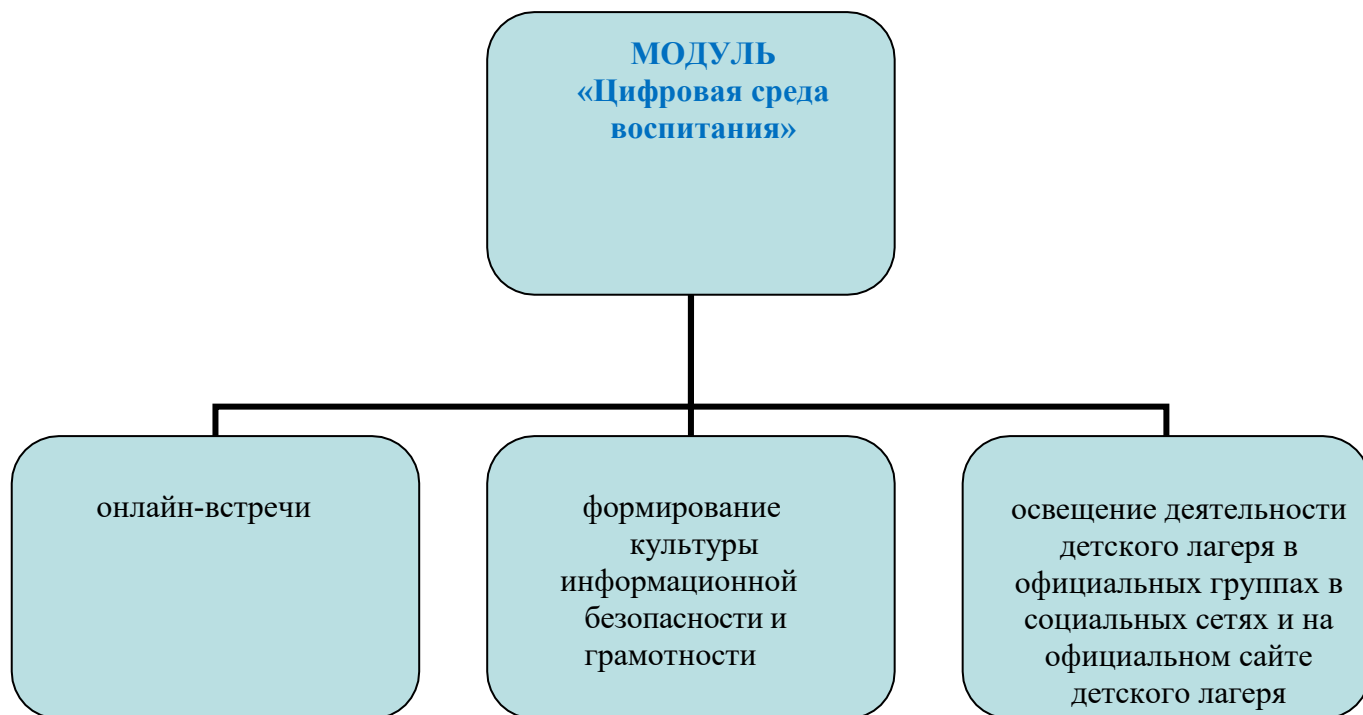 МОДУЛЬ
«Цифровая среда
воспитания»
онлайн-встречи
формирование
культуры
информационной
безопасности и
грамотности
освещение деятельности
детского лагеря в
официальных группах в
социальных сетях и на
официальном сайте
детского лагеря